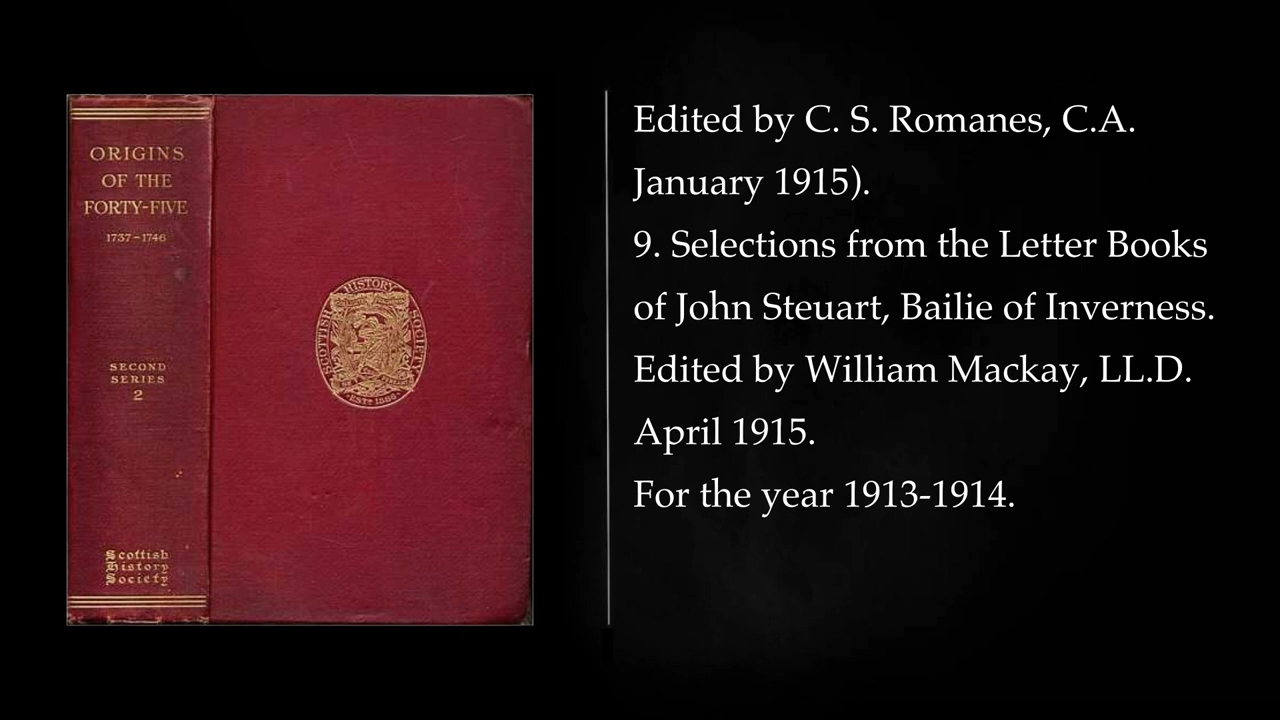 ORIGINS
OF THE
FORTY-FIVE
1737-1746
SECOND
SERIES
2
Scottish
History
Society
SCOTTISH HISTORY SOCIETY
·ESTD 1886·
Edited by C. S. Romanes, C.A.
January 1915).
9. Selections from the Letter Books
of John Steuart, Bailie of Inverness.
Edited by William Mackay, LL.D.
April 1915.
For the year 1913-1914.